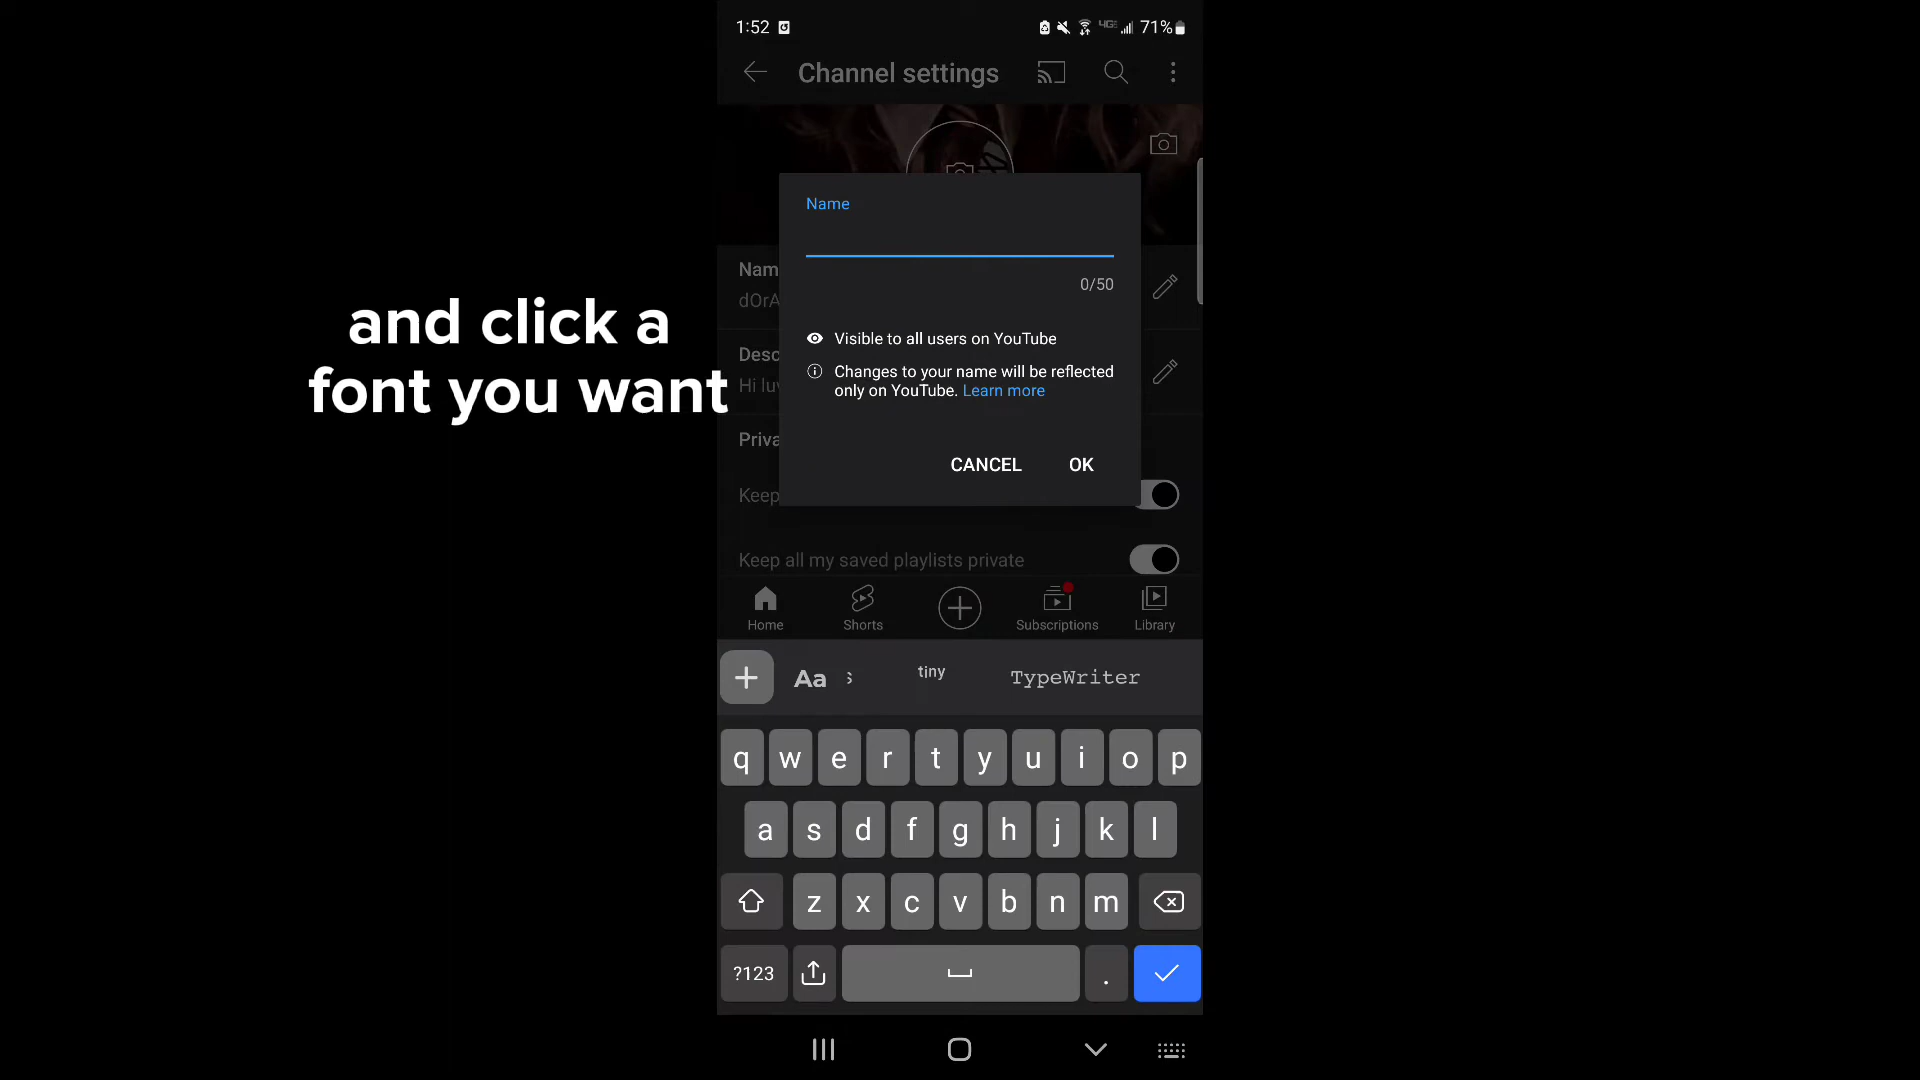 1:52
4GE 71%
Channel settings
Name
0/50
Nam
dOrA
Visible to all users on YouTube
Desc
Hi luv
Changes to your name will be reflected
only on YouTube. Learn more
and click a
font you want
Priva
CANCEL OK
Keep
Keep all my saved playlists private
Home Shorts Subscriptions Library
+ Aa s tiny TypeWriter
q w e r t y u i o p
a s d f g h j k l
z x c v b n m
?123 .